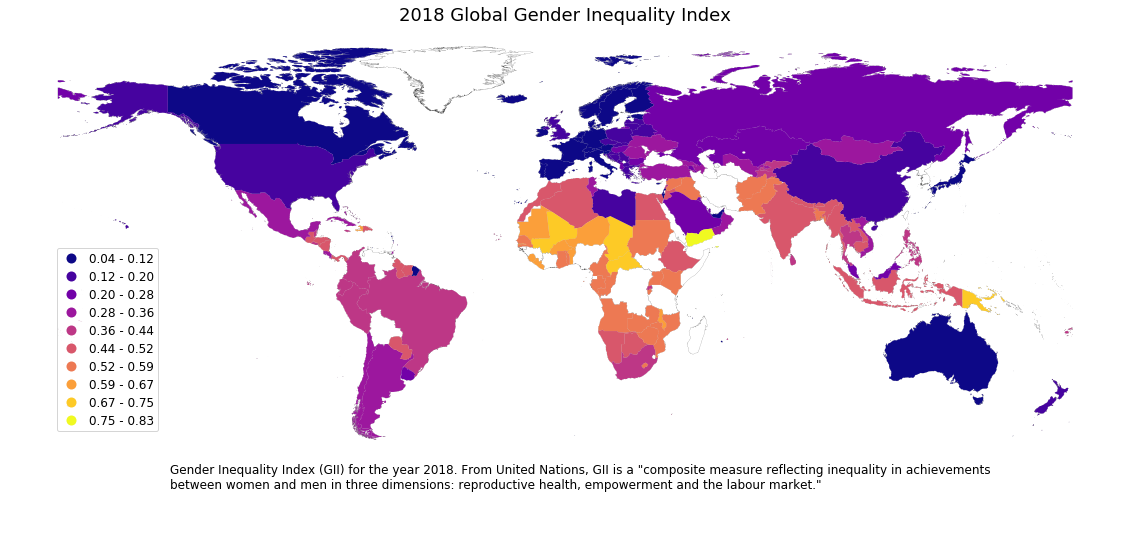 2018 Global Gender Inequality Index
0.04 - 0.12
0.12 - 0.20
0.20 - 0.28
0.28 - 0.36
0.36 - 0.44
0.44 - 0.52
0.52 - 0.59
0.59 - 0.67
0.67 - 0.75
0.75 - 0.83
Gender Inequality Index (GII) for the year 2018. From United Nations, GII is a "composite measure reflecting inequality in achievements
between women and men in three dimensions: reproductive health, empowerment and the labour market."